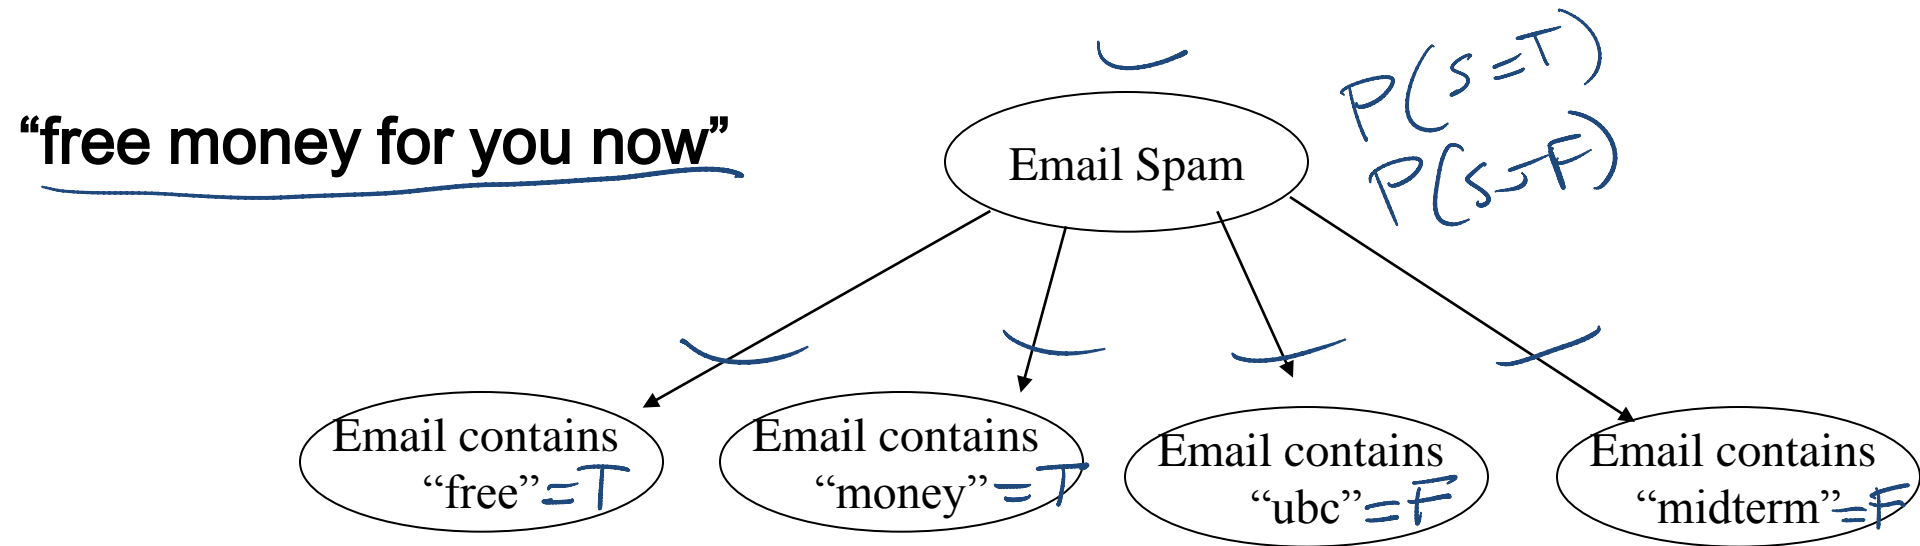 “free money for you now”
Email Spam
P(S=T)
P(S=F)
Email contains
“free”=T
Email contains
“money”=T
Email contains
“ubc”=F
Email contains
“midterm”=F